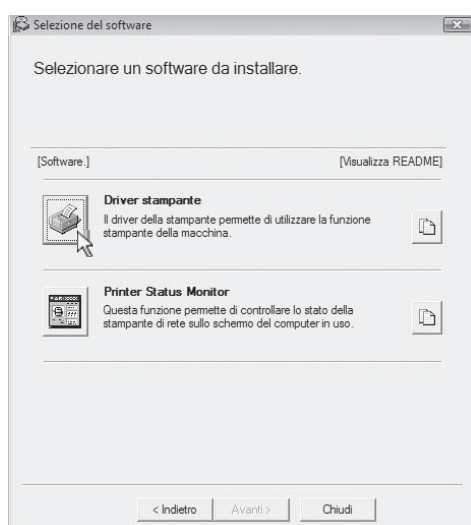 Selezione del software
Selezionare un software da installare.
[Software.] [Visualizza README]
Driver stampante
Il driver della stampante permette di utilizzare la funzione
stampante della macchina.
Printer Status Monitor
Questa funzione permette di controllare lo stato della
stampante di rete sullo schermo del computer in uso.
< Indietro Avanti > Chiudi